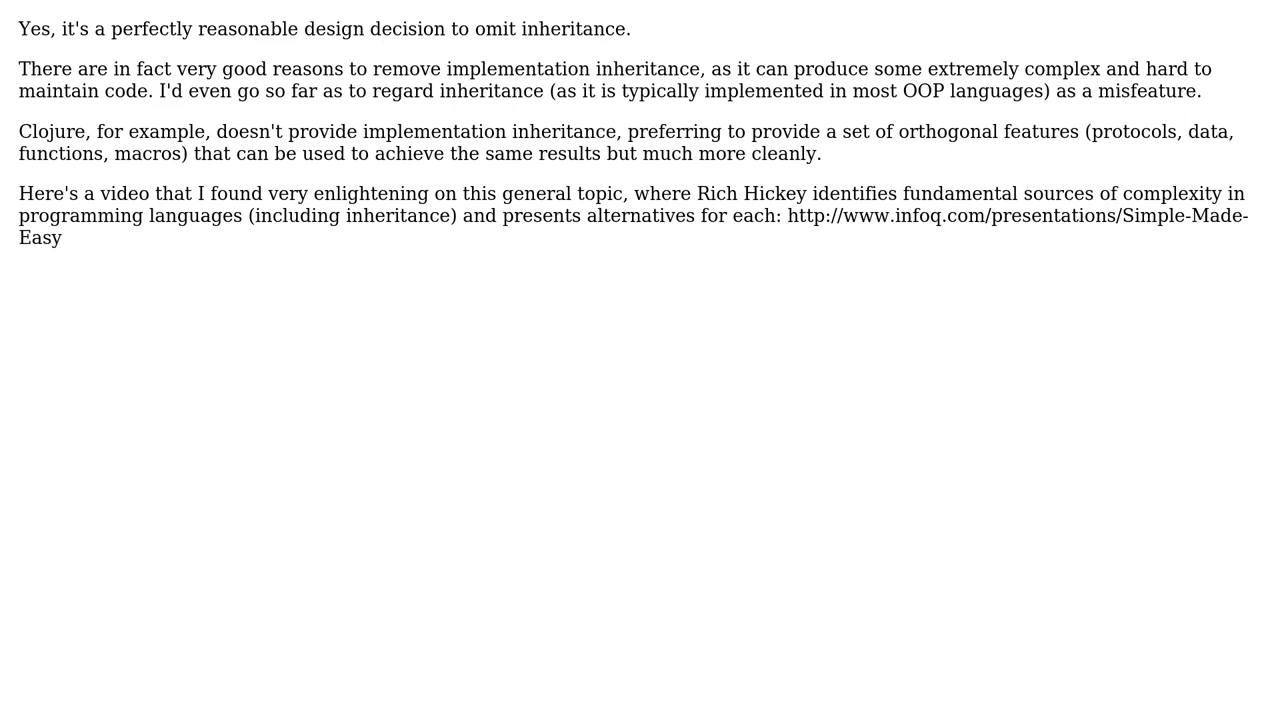 Yes, it's a perfectly reasonable design decision to omit inheritance.
There are in fact very good reasons to remove implementation inheritance, as it can produce some extremely complex and hard to
maintain code. I'd even go so far as to regard inheritance (as it is typically implemented in most OOP languages) as a misfeature.
Clojure, for example, doesn't provide implementation inheritance, preferring to provide a set of orthogonal features (protocols, data,
functions, macros) that can be used to achieve the same results but much more cleanly.
Here's a video that I found very enlightening on this general topic, where Rich Hickey identifies fundamental sources of complexity in
programming languages (including inheritance) and presents alternatives for each: http://www.infoq.com/presentations/Simple-Made-
Easy